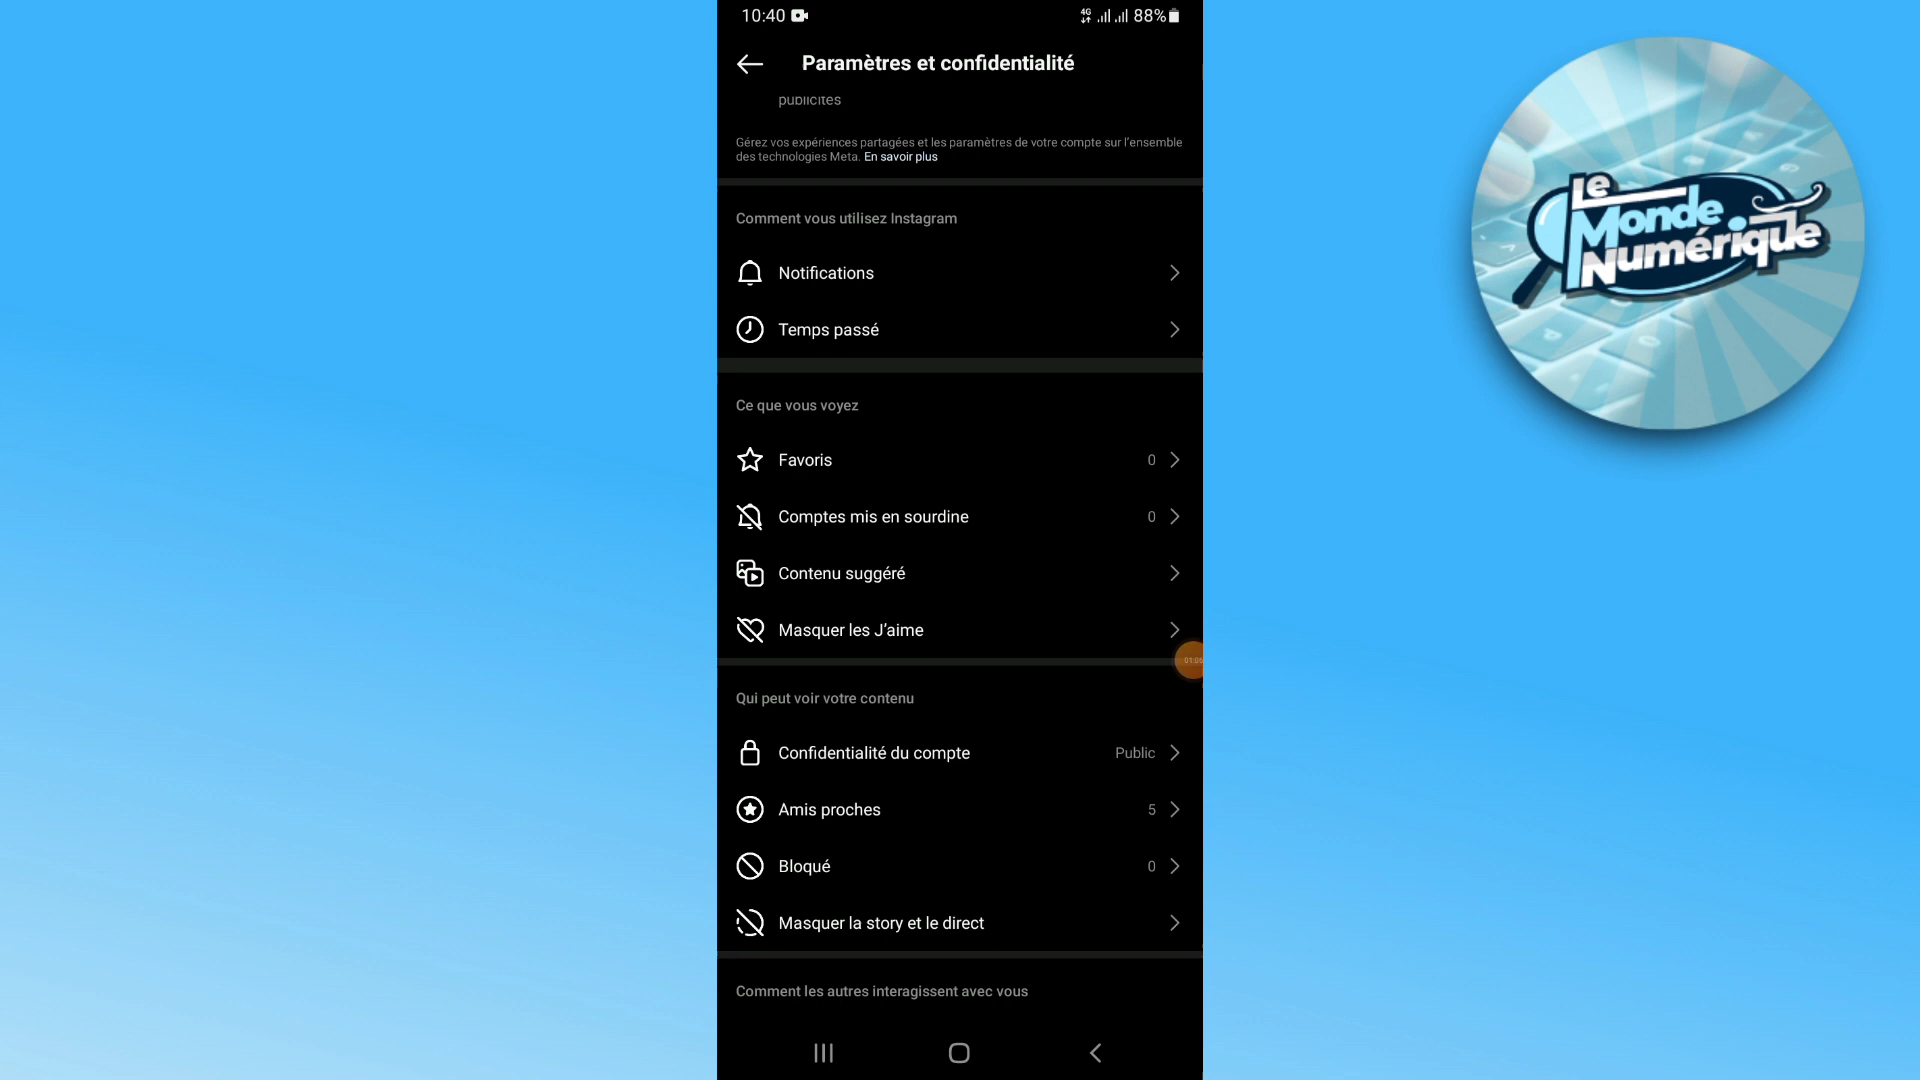 10:40
4G
88%
Paramètres et confidentialité
publicités
Gérez vos expériences partagées et les paramètres de votre compte sur l’ensemble
des technologies Meta. En savoir plus
Comment vous utilisez Instagram
Notifications
Temps passé
Ce que vous voyez
Favoris 0
Comptes mis en sourdine 0
Contenu suggéré
Masquer les J’aime
01:06
Qui peut voir votre contenu
Confidentialité du compte Public
Amis proches 5
Bloqué 0
Masquer la story et le direct
Comment les autres interagissent avec vous
Le
Monde
Numérique